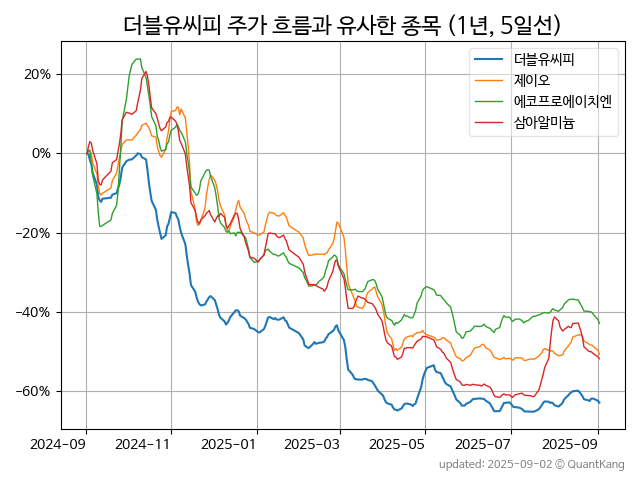 더블유씨피 주가 흐름과 유사한 종목 (1년, 5일선)
더블유씨피
제이오
에코프로에이치엔
삼아알미늄
20%
0%
−20%
−40%
−60%
2024-09 2024-11 2025-01 2025-03 2025-05 2025-07 2025-09
updated: 2025-09-02 © QuantKang